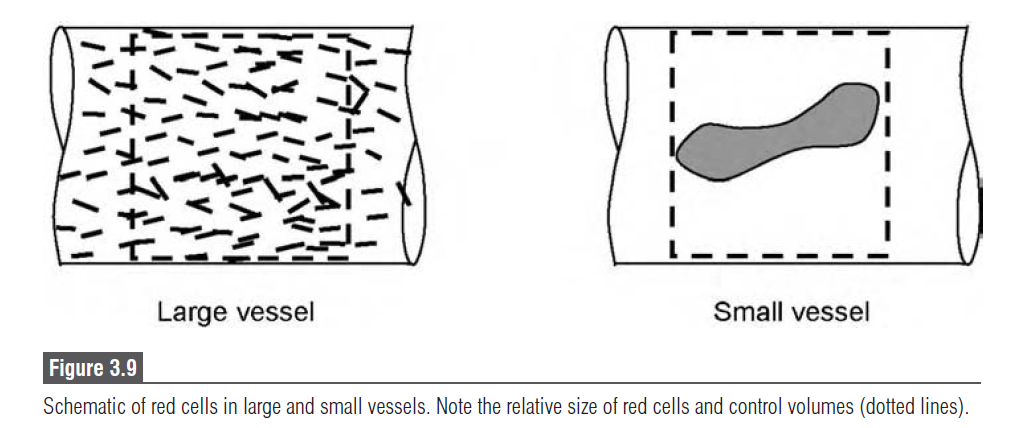 Large vessel
Small vessel
Figure 3.9
Schematic of red cells in large and small vessels. Note the relative size of red cells and control volumes (dotted lines).